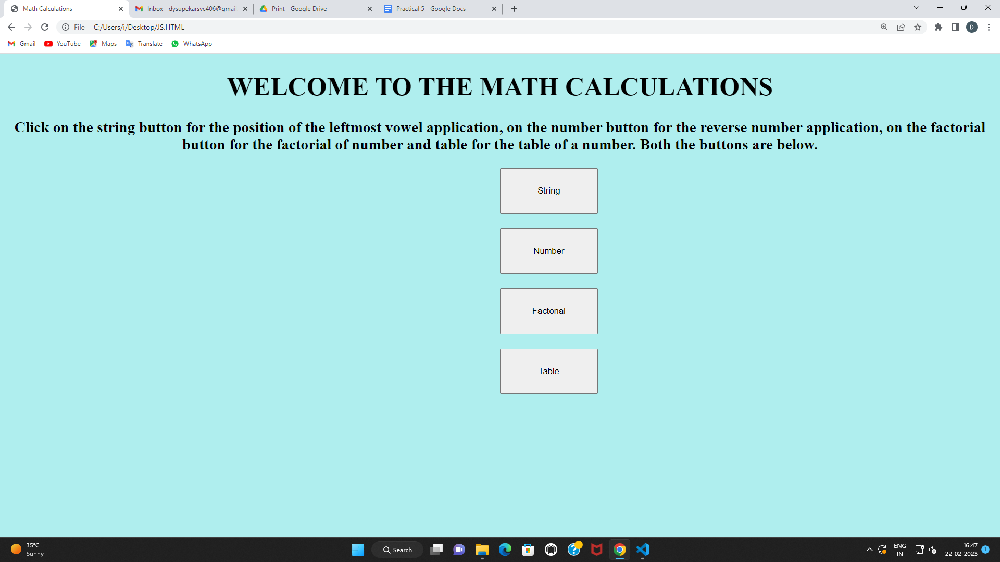 Math Calculations
Inbox - dysupekarsvc406@gmail.
Print - Google Drive
Practical 5 - Google Docs
File
C:/Users/i/Desktop/JS.HTML
D
Gmail
YouTube
Maps
Translate
WhatsApp
WELCOME TO THE MATH CALCULATIONS
Click on the string button for the position of the leftmost vowel application, on the number button for the reverse number application, on the factorial
button for the factorial of number and table for the table of a number. Both the buttons are below.
String
Number
Factorial
Table
35°C
Sunny
Search
ENG
IN
16:47
22-02-2023
1